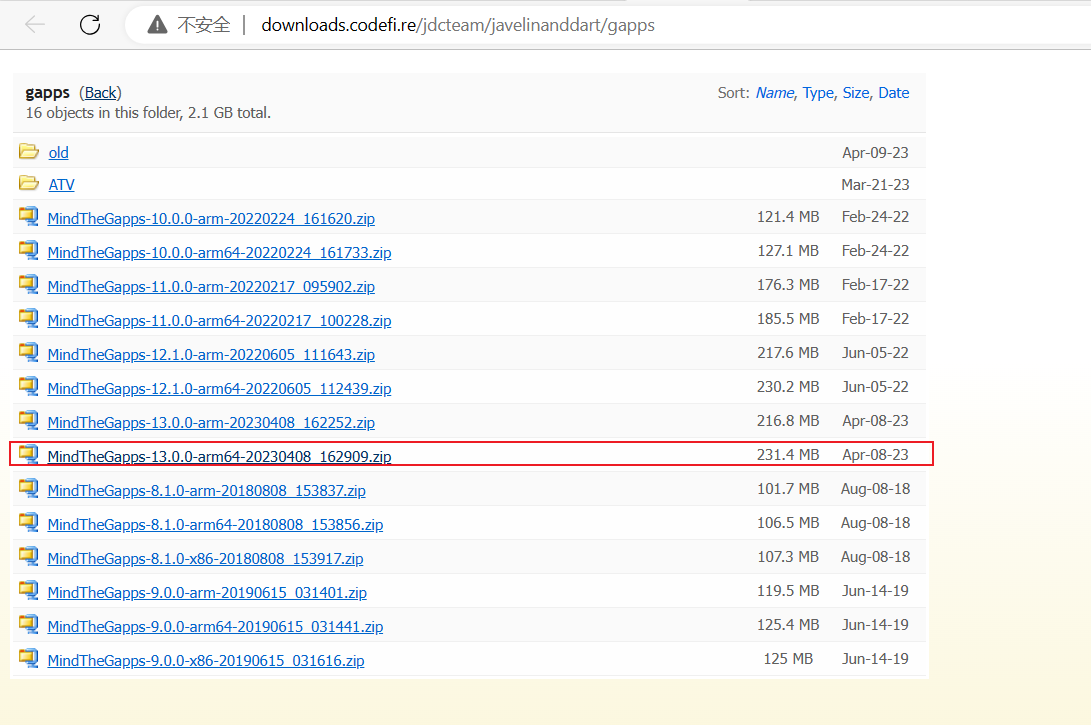 不安全 downloads.codefi.re/jdcteam/javelinanddart/gapps
gapps (Back) Sort: Name, Type, Size, Date
16 objects in this folder, 2.1 GB total.
old Apr-09-23
ATV Mar-21-23
MindTheGapps-10.0.0-arm-20220224_161620.zip 121.4 MB Feb-24-22
MindTheGapps-10.0.0-arm64-20220224_161733.zip 127.1 MB Feb-24-22
MindTheGapps-11.0.0-arm-20220217_095902.zip 176.3 MB Feb-17-22
MindTheGapps-11.0.0-arm64-20220217_100228.zip 185.5 MB Feb-17-22
MindTheGapps-12.1.0-arm-20220605_111643.zip 217.6 MB Jun-05-22
MindTheGapps-12.1.0-arm64-20220605_112439.zip 230.2 MB Jun-05-22
MindTheGapps-13.0.0-arm-20230408_162252.zip 216.8 MB Apr-08-23
MindTheGapps-13.0.0-arm64-20230408_162909.zip 231.4 MB Apr-08-23
MindTheGapps-8.1.0-arm-20180808_153837.zip 101.7 MB Aug-08-18
MindTheGapps-8.1.0-arm64-20180808_153856.zip 106.5 MB Aug-08-18
MindTheGapps-8.1.0-x86-20180808_153917.zip 107.3 MB Aug-08-18
MindTheGapps-9.0.0-arm-20190615_031401.zip 119.5 MB Jun-14-19
MindTheGapps-9.0.0-arm64-20190615_031441.zip 125.4 MB Jun-14-19
MindTheGapps-9.0.0-x86-20190615_031616.zip 125 MB Jun-14-19